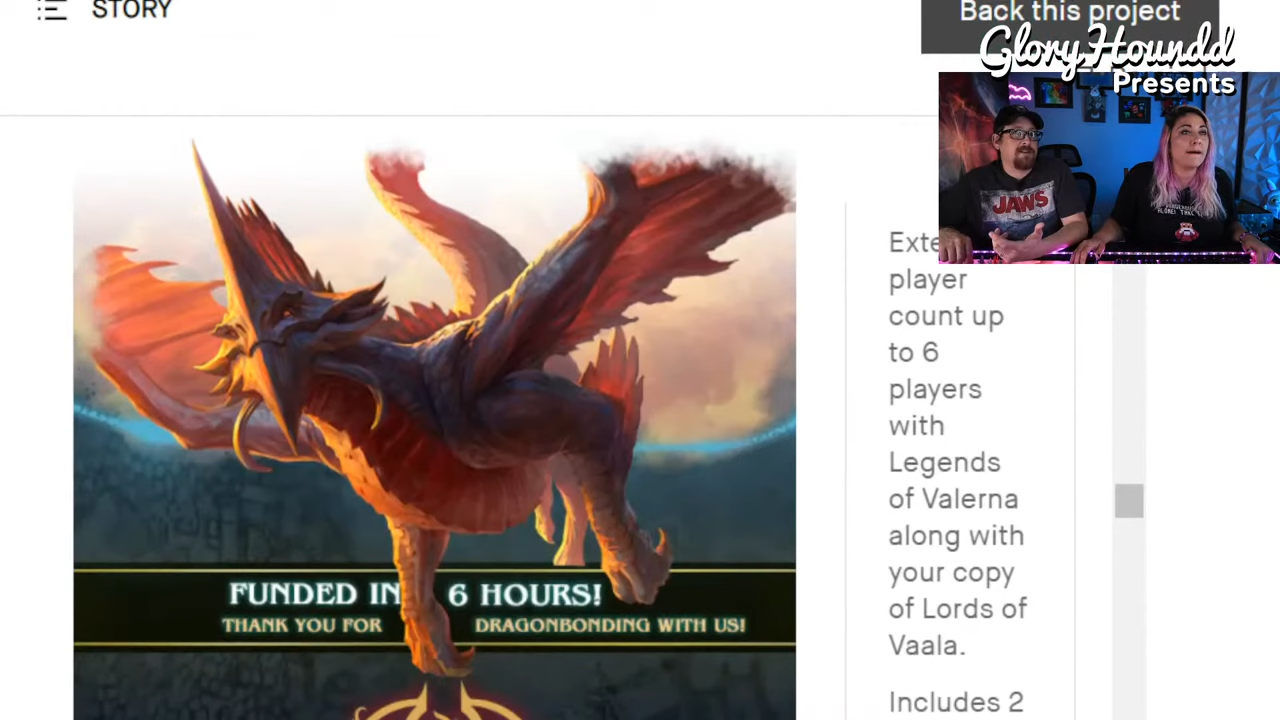 STORY
Back this project
GloryHoundd
Presents
JAWS
Exte
player
count up
to 6
players
with
Legends
of Valerna
along with
your copy
of Lords of
Vaala.
Includes 2
FUNDED IN 6 HOURS!
THANK YOU FOR DRAGONBONDING WITH US!